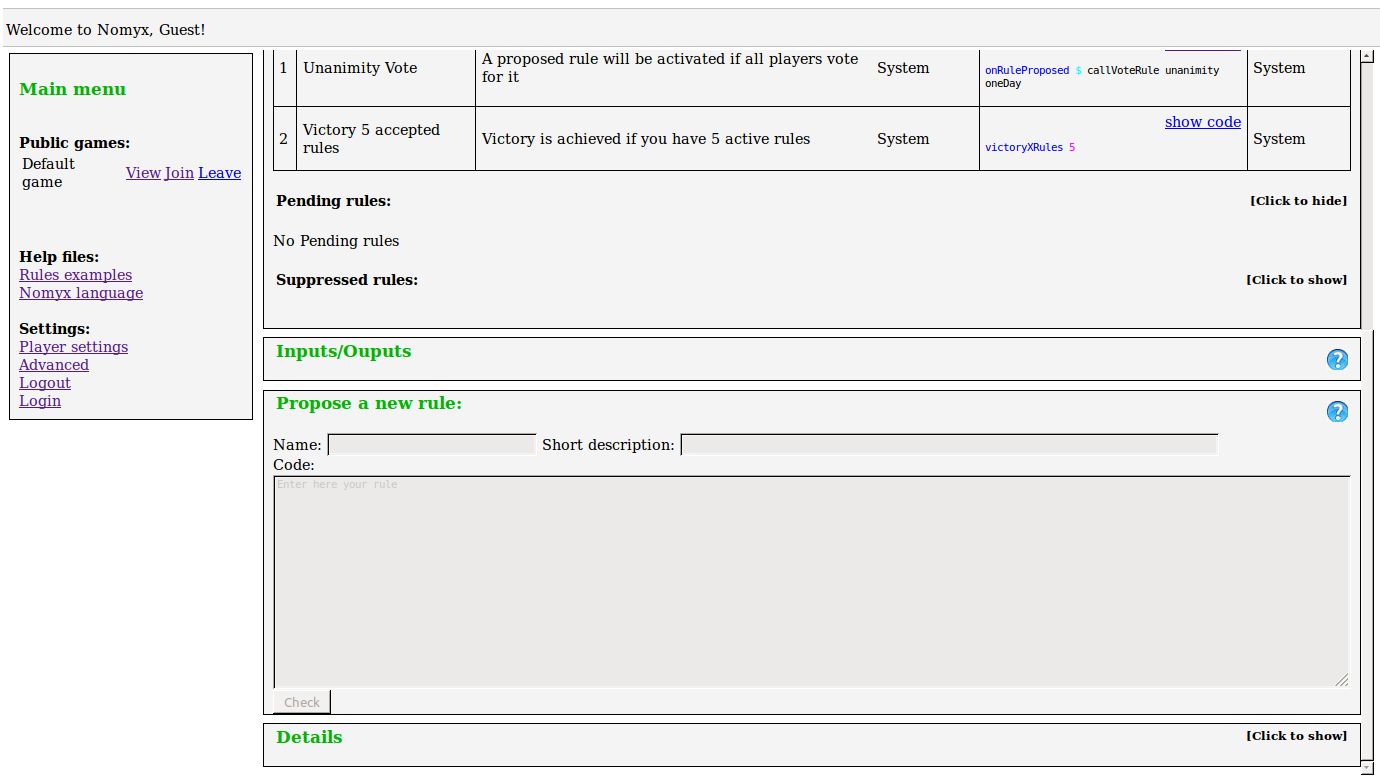 Welcome to Nomyx, Guest!
Main menu
Public games:
Default
game
View Join Leave
Help files:
Rules examples
Nomyx language
Settings:
Player settings
Advanced
Logout
Login
1
Unanimity Vote
A proposed rule will be activated if all players vote
for it
System
onRuleProposed $ callVoteRule unanimity
oneDay
System
2
Victory 5 accepted
rules
Victory is achieved if you have 5 active rules
System
show code
victoryXRules 5
System
Pending rules:
[Click to hide]
No Pending rules
Suppressed rules:
[Click to show]
Inputs/Ouputs
?
Propose a new rule:
?
Name:
Short description:
Code:
Enter here your rule
Check
Details
[Click to show]